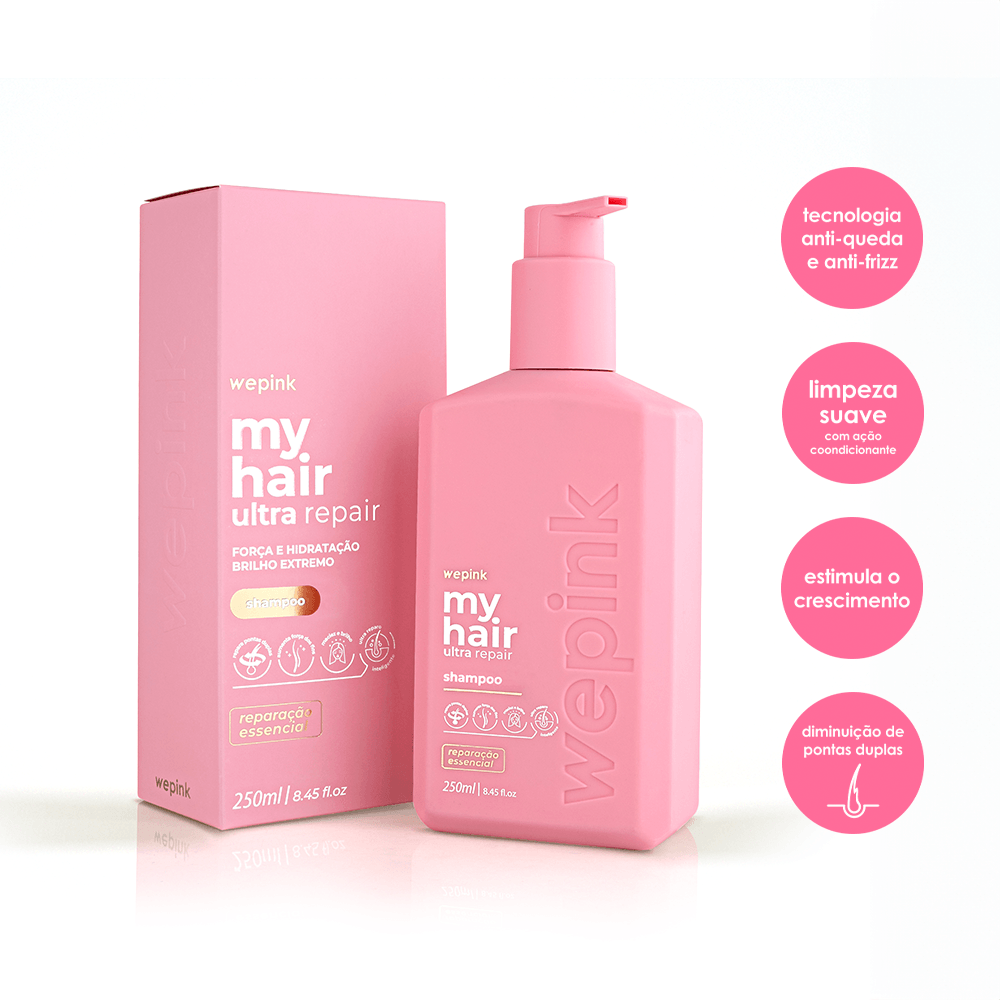 wepink
wepink
my
hair
ultra repair
FORÇA E HIDRATAÇÃO
BRILHO EXTREMO
shampoo
reparação
essencial
wepink
250ml | 8.45 fl.oz
wepink
my
hair
ultra repair
shampoo
reparação
essencial
250ml | 8.45 fl.oz
wepink
tecnologia
anti-queda
e anti-frizz
limpeza
suave
com ação
coondicionante
estimula o
crescimento
diminuição de
pontas duplas